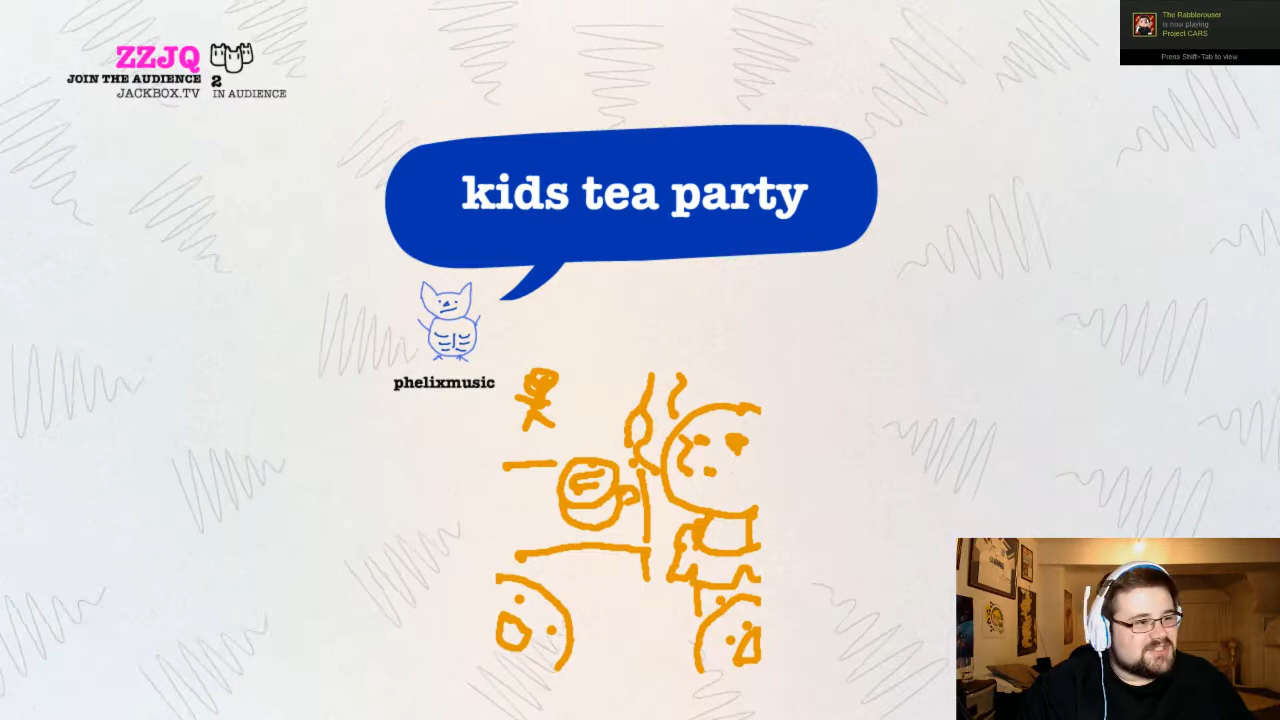 ZZJQ
JOIN THE AUDIENCE
JACKBOX.TV
2
IN AUDIENCE
The Rabblerouser
is now playing
Project CARS
Press Shift+Tab to view
kids tea party
phelixmusic